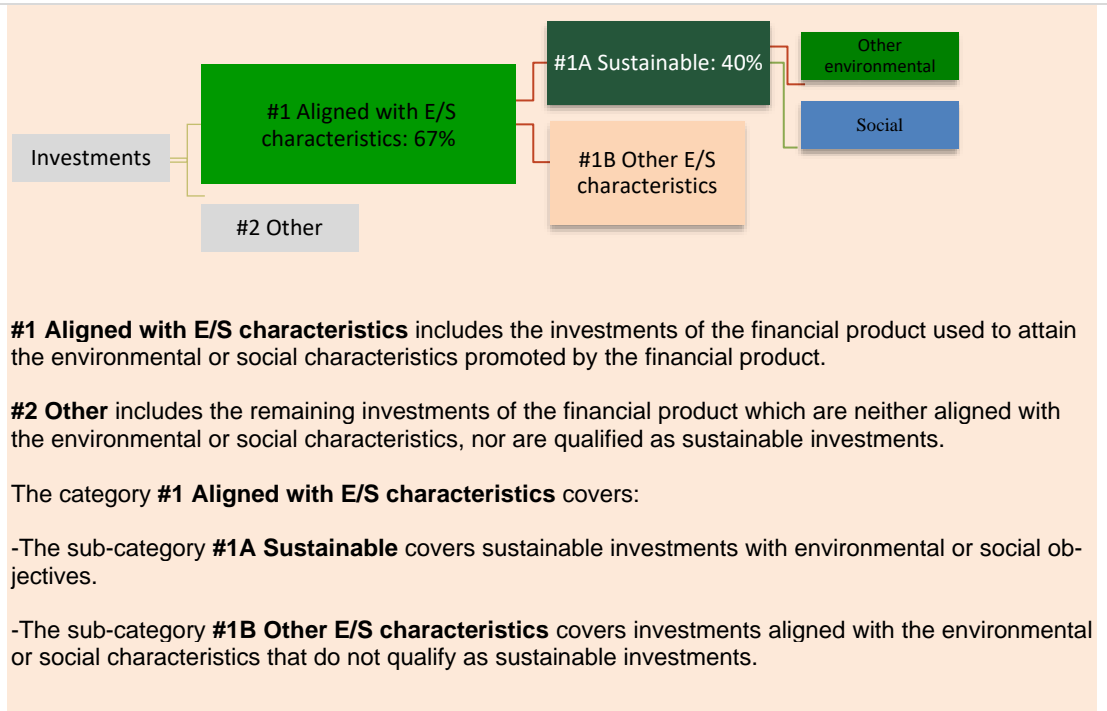 Investments
#1 Aligned with E/S
characteristics: 67%
#2 Other
#1A Sustainable: 40%
#1B Other E/S
characteristics
Other
environmental
Social
#1 Aligned with E/S characteristics includes the investments of the financial product used to attain
the environmental or social characteristics promoted by the financial product.
#2 Other includes the remaining investments of the financial product which are neither aligned with
the environmental or social characteristics, nor are qualified as sustainable investments.
The category #1 Aligned with E/S characteristics covers:
-The sub-category #1A Sustainable covers sustainable investments with environmental or social ob-
jectives.
-The sub-category #1B Other E/S characteristics covers investments aligned with the environmental
or social characteristics that do not qualify as sustainable investments.